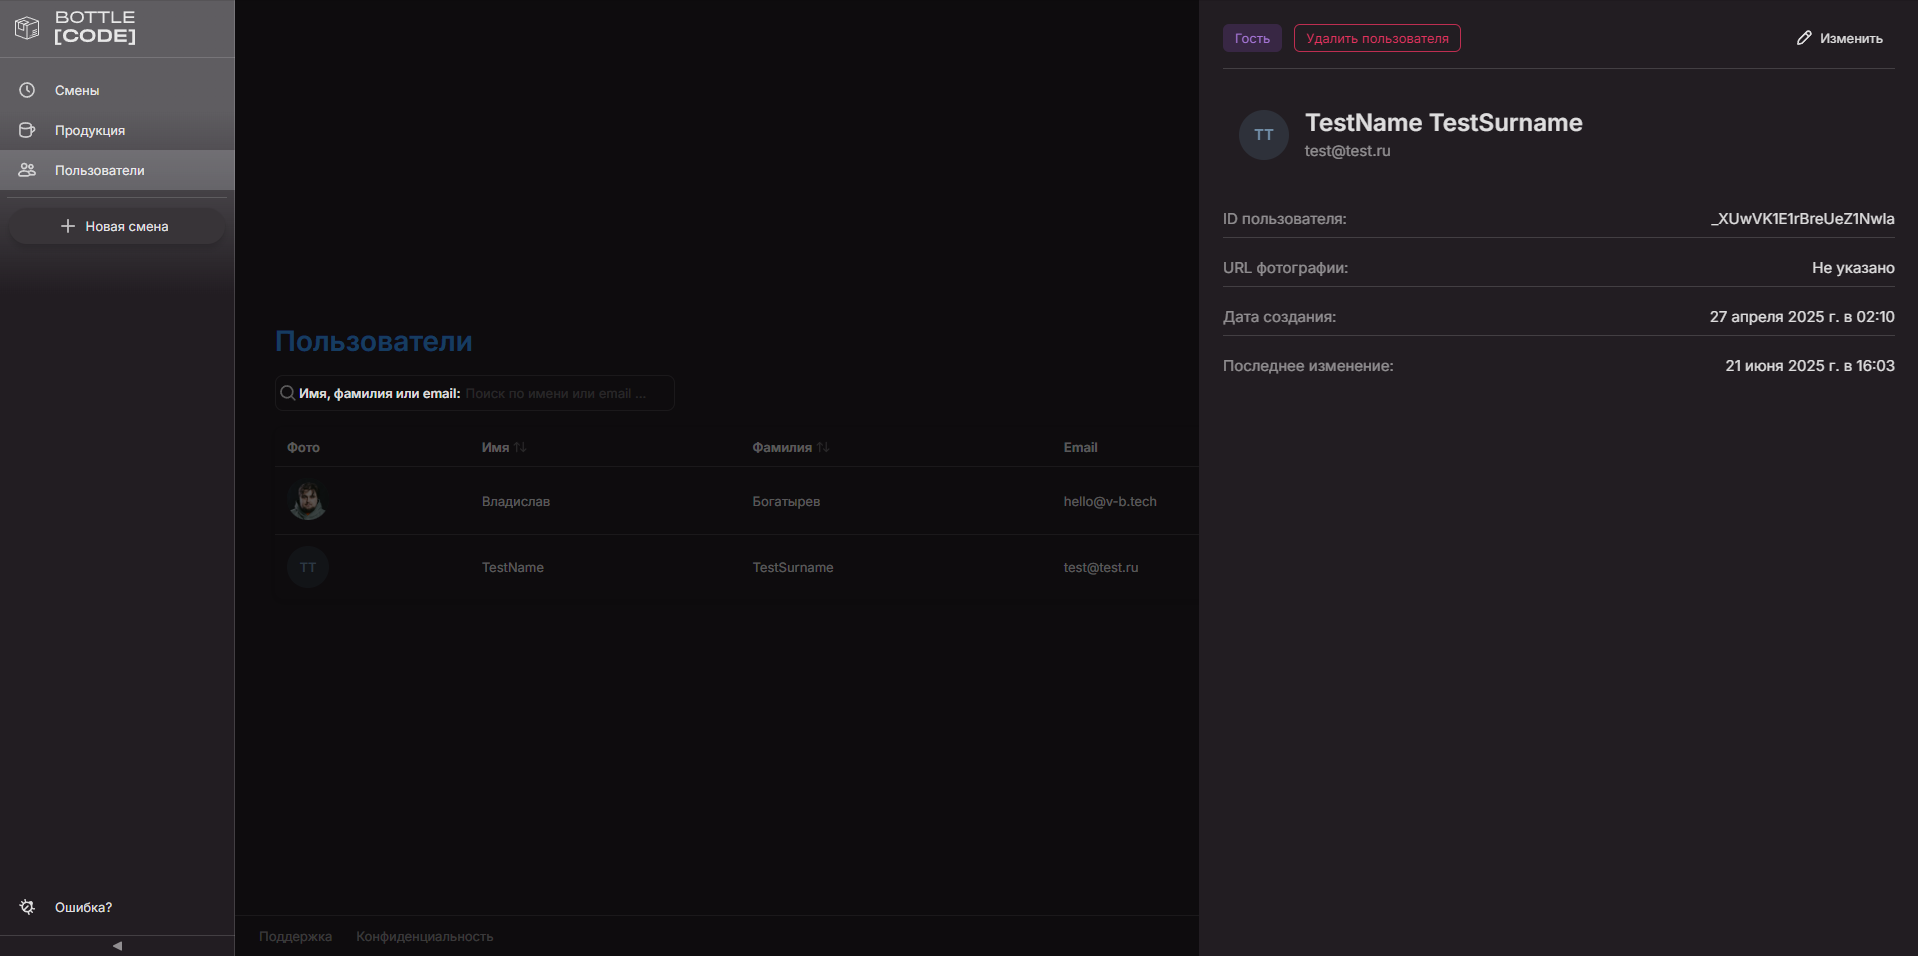 BOTTLE
[CODE]
Смены
Продукция
Пользователи
Новая смена
Ошибка?
Пользователи
Имя, фамилия или email: Поиск по имени или email ...
Фото Имя Фамилия Email
Владислав Богатырев hello@v-b.tech
TT TestName TestSurname test@test.ru
Поддержка Конфиденциальность
Гость Удалить пользователя Изменить
TT
TestName TestSurname
test@test.ru
ID пользователя: _XUwVK1E1rBreUeZ1Nwla
URL фотографии: Не указано
Дата создания: 27 апреля 2025 г. в 02:10
Последнее изменение: 21 июня 2025 г. в 16:03